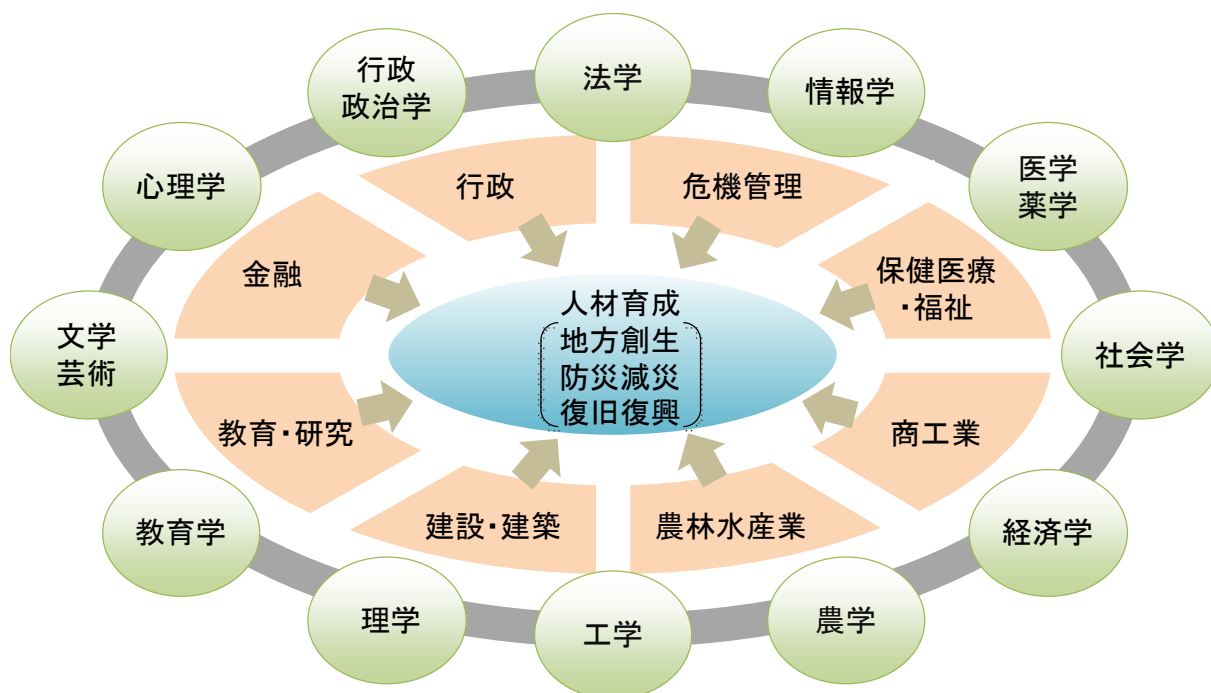 法学
情報学
医学
薬学
社会学
経済学
農学
工学
理学
教育学
文学
芸術
心理学
行政
政治学
行政
危機管理
保健医療
・福祉
商工業
農林水産業
建設・建築
教育・研究
金融
人材育成
地方創生
防災減災
復旧復興